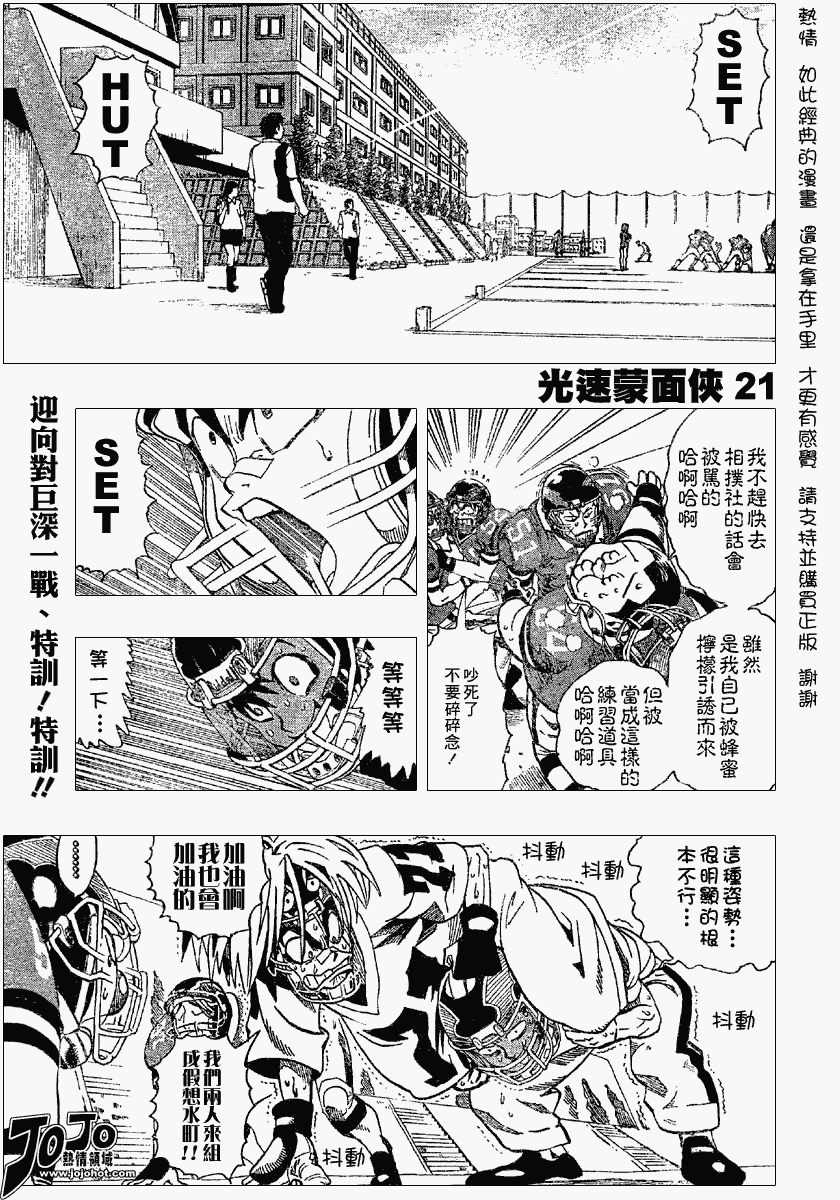 SET
HUT
熱情 如此經典的漫畫 還是拿在手里 才更有感覺 請支持並購買正版 謝謝
光速蒙面俠 21
我不趕快去
相撲社的話會
被罵的
哈啊哈啊
雖然
是我自己被蜂蜜
檸檬引誘而來
但被
當成這樣的
練習道具
哈啊哈啊
吵死了
不要碎碎念！
51
SET
等等等
等一下…
迎向對巨深一戰、特訓！特訓！！
這種姿勢…
很明顯的根
本不行…
抖動
抖動
抖動
抖動
加油啊
我也會
加油的
我們兩人來組
成假想水町！！
……
JOJO
熱情領域
www.jojohot.com